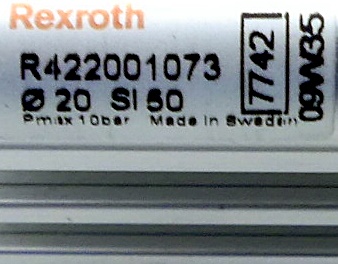 Rexroth
R422001073
Ø 20 SI 50
Pmax 10bar Made in Sweden
7742
09W35